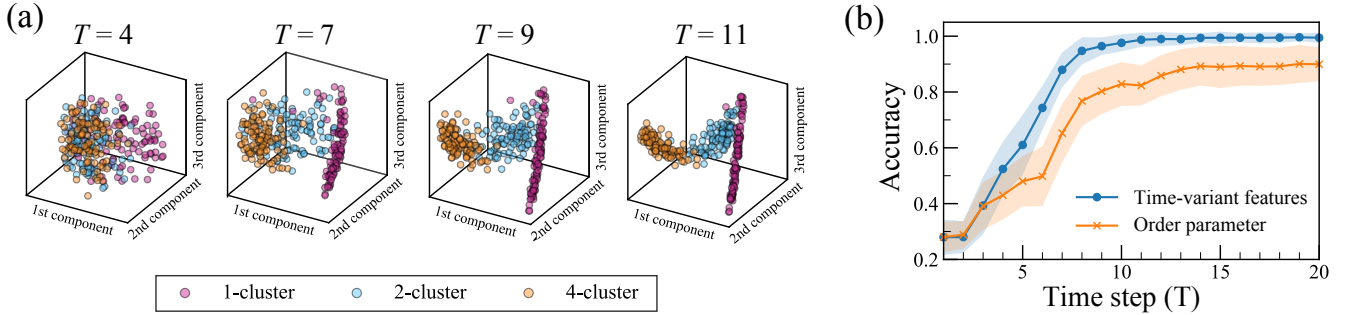 (a)
T = 4
T = 7
T = 9
T = 11
1st component
2nd component
3rd component
1st component
2nd component
3rd component
1st component
2nd component
3rd component
1st component
2nd component
3rd component
1-cluster
2-cluster
4-cluster
(b)
Accuracy
1.0
0.8
0.6
0.4
0.2
Time-variant features
Order parameter
5
10
15
20
Time step (T)